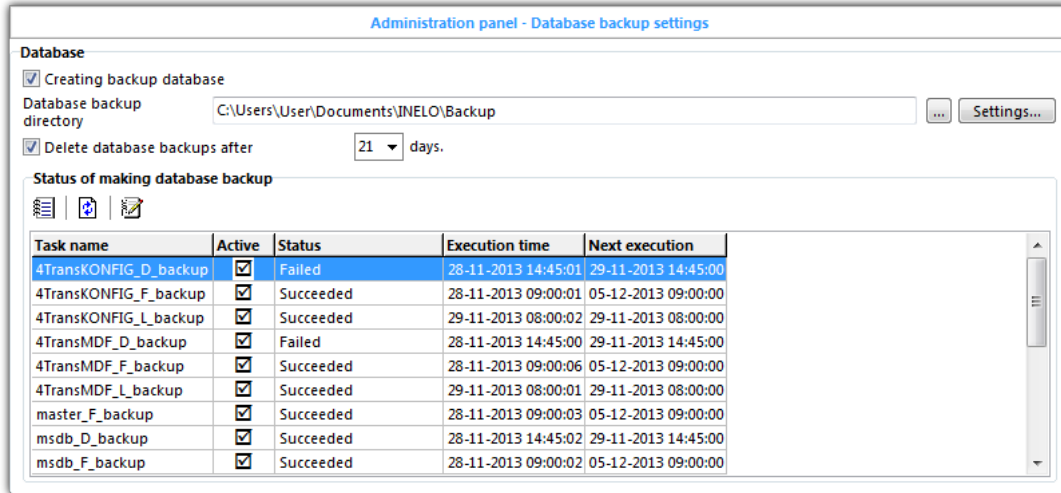 Administration panel - Database backup settings
Database
Creating backup database
Database backup
directory
C:\Users\User\Documents\INELO\Backup
...
Settings...
Delete database backups after 21 days.
Status of making database backup
Task name Active Status Execution time Next execution
4TransKONFIG_D_backup Failed 28-11-2013 14:45:01 29-11-2013 14:45:00
4TransKONFIG_F_backup Succeeded 28-11-2013 09:00:01 05-12-2013 09:00:00
4TransKONFIG_L_backup Succeeded 29-11-2013 08:00:02 29-11-2013 08:00:00
4TransMDF_D_backup Failed 28-11-2013 14:45:00 29-11-2013 14:45:00
4TransMDF_F_backup Succeeded 28-11-2013 09:00:06 05-12-2013 09:00:00
4TransMDF_L_backup Succeeded 29-11-2013 08:00:01 29-11-2013 08:00:00
master_F_backup Succeeded 28-11-2013 09:00:03 05-12-2013 09:00:00
msdb_D_backup Succeeded 28-11-2013 14:45:02 29-11-2013 14:45:00
msdb_F_backup Succeeded 28-11-2013 09:00:02 05-12-2013 09:00:00